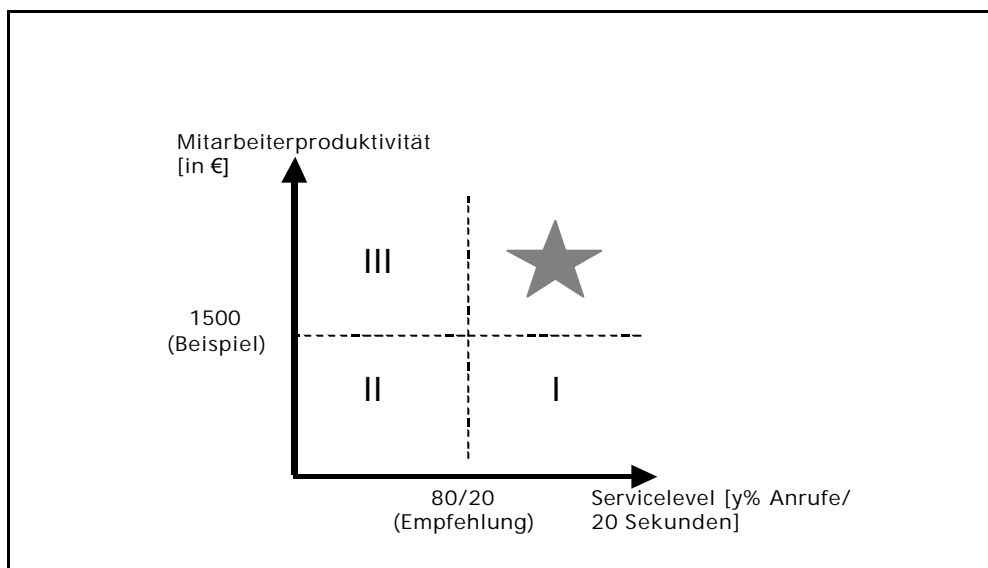 Mitarbeiterproduktivität
[in €]
III
1500
(Beispiel)
II
I
80/20
(Empfehlung)
Servicelevel [y% Anrufe/
20 Sekunden]